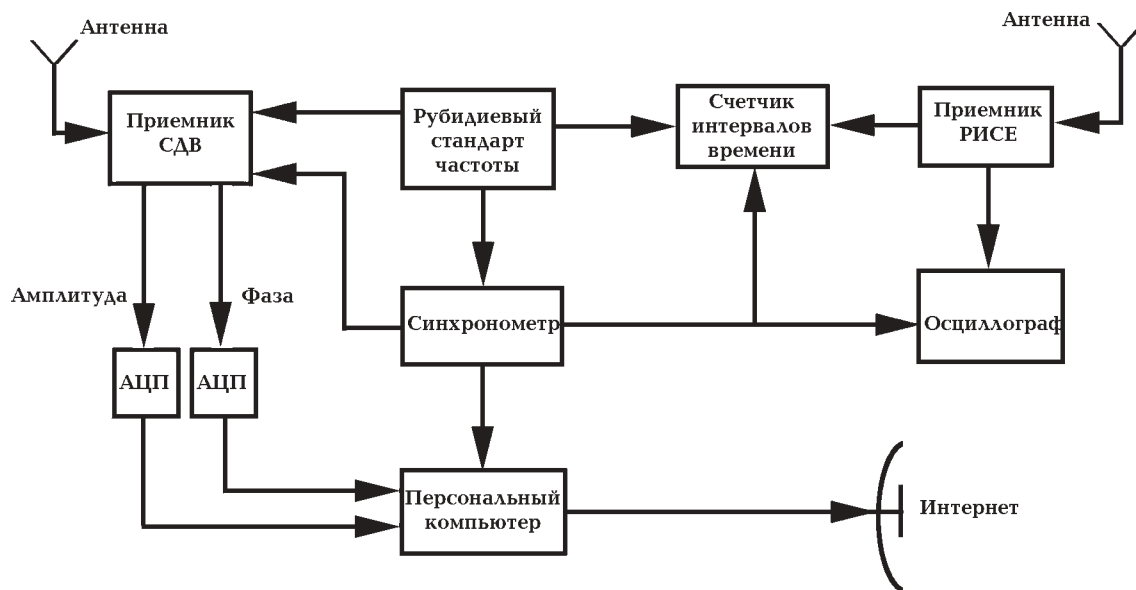 Антенна
Антенна
Приемник
СДВ
Рубидиевый
стандарт
частоты
Счетчик
интервалов
времени
Приемник
РИСЕ
Амплитуда
Фаза
Синхронометр
Осциллограф
АЦП
АЦП
Персональный
компьютер
Интернет